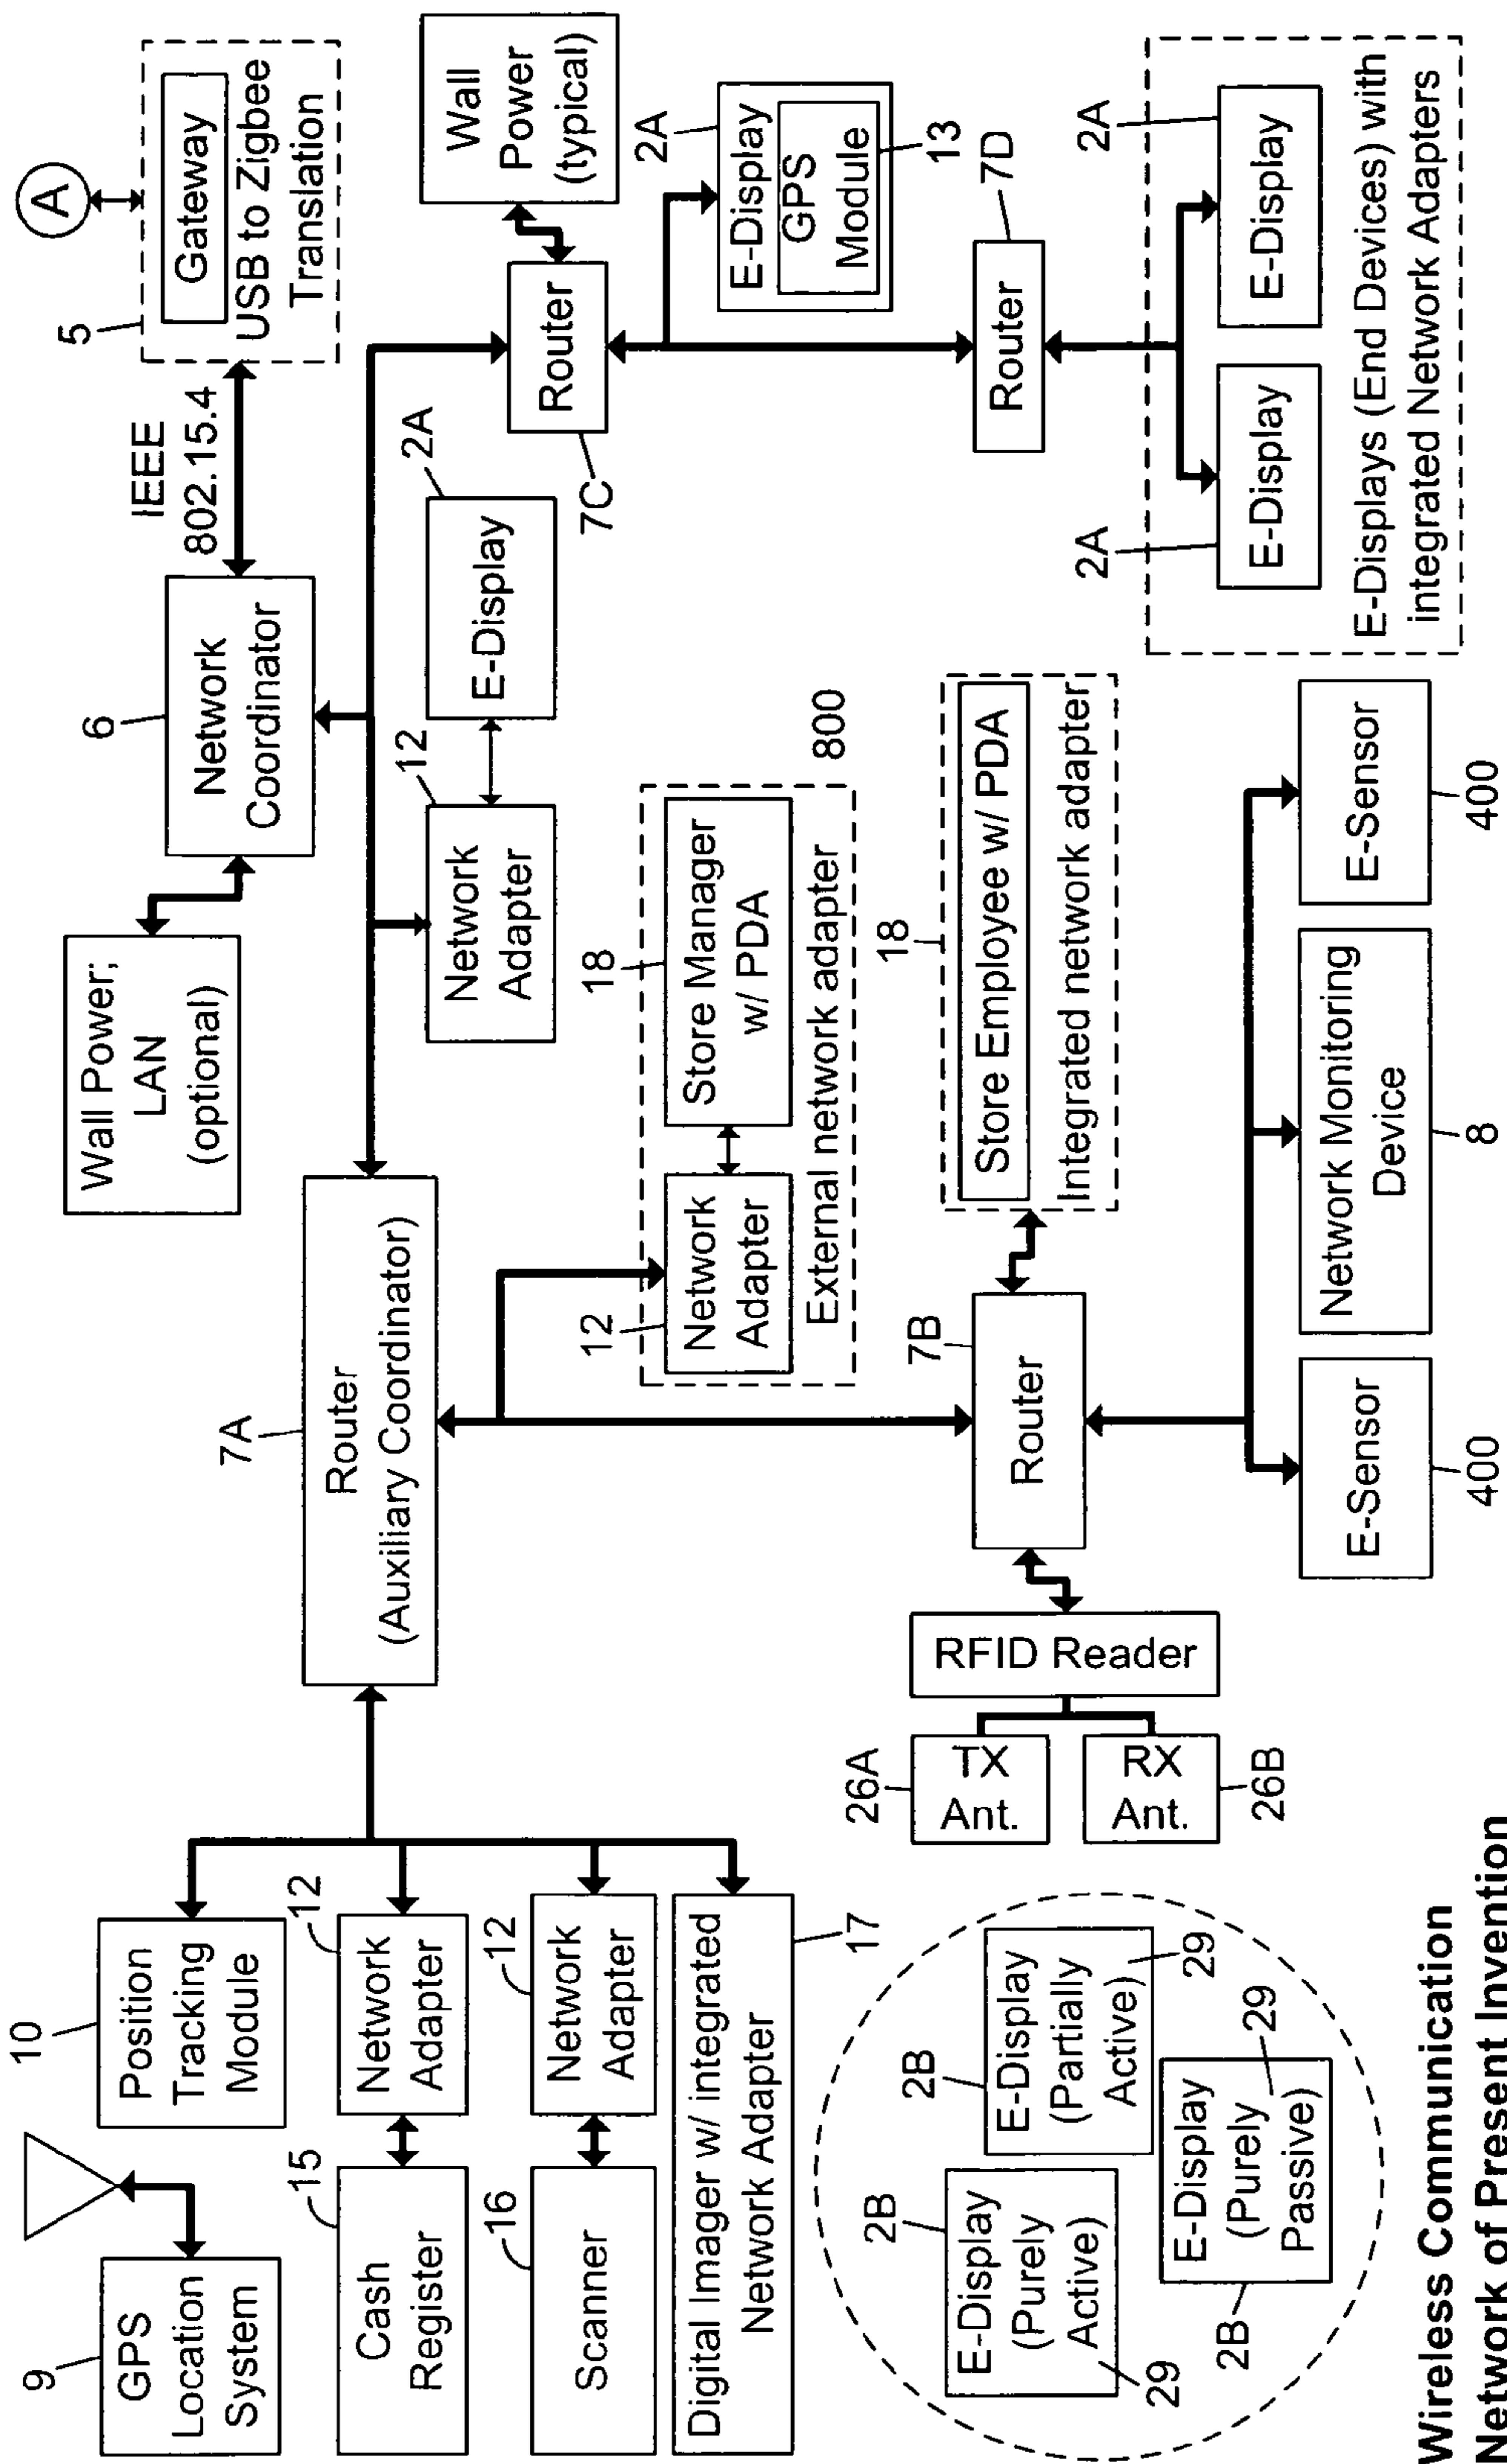 A
5
Gateway
USB to Zigbee
Translation
IEEE
802.15.4
6
Network
Coordinator
Wall Power;
LAN
(optional)
Wall
Power
(typical)
Router
7C
2A
E-Display
GPS
Module
13
7D
Router
2A
E-Display
2A
E-Display
E-Displays (End Devices) with
integrated Network Adapters
12
Network
Adapter
2A
E-Display
7A
Router
(Auxiliary Coordinator)
800
12
Network
Adapter
18
Store Manager
w/ PDA
External network adapter
18
Store Employee w/ PDA
Integrated network adapter
7B
Router
E-Sensor
400
Network Monitoring
Device
8
E-Sensor
400
RFID Reader
26A
TX
Ant.
RX
Ant.
26B
9
GPS
Location
System
10
Position
Tracking
Module
15
Cash
Register
12
Network
Adapter
16
Scanner
12
Network
Adapter
Digital Imager w/ integrated
Network Adapter
17
2B
E-Display
(Purely
Active)
29
2B
E-Display
(Partially
Active)
29
2B
E-Display
(Purely
Passive)
29
Wireless Communication
Network of Present Invention